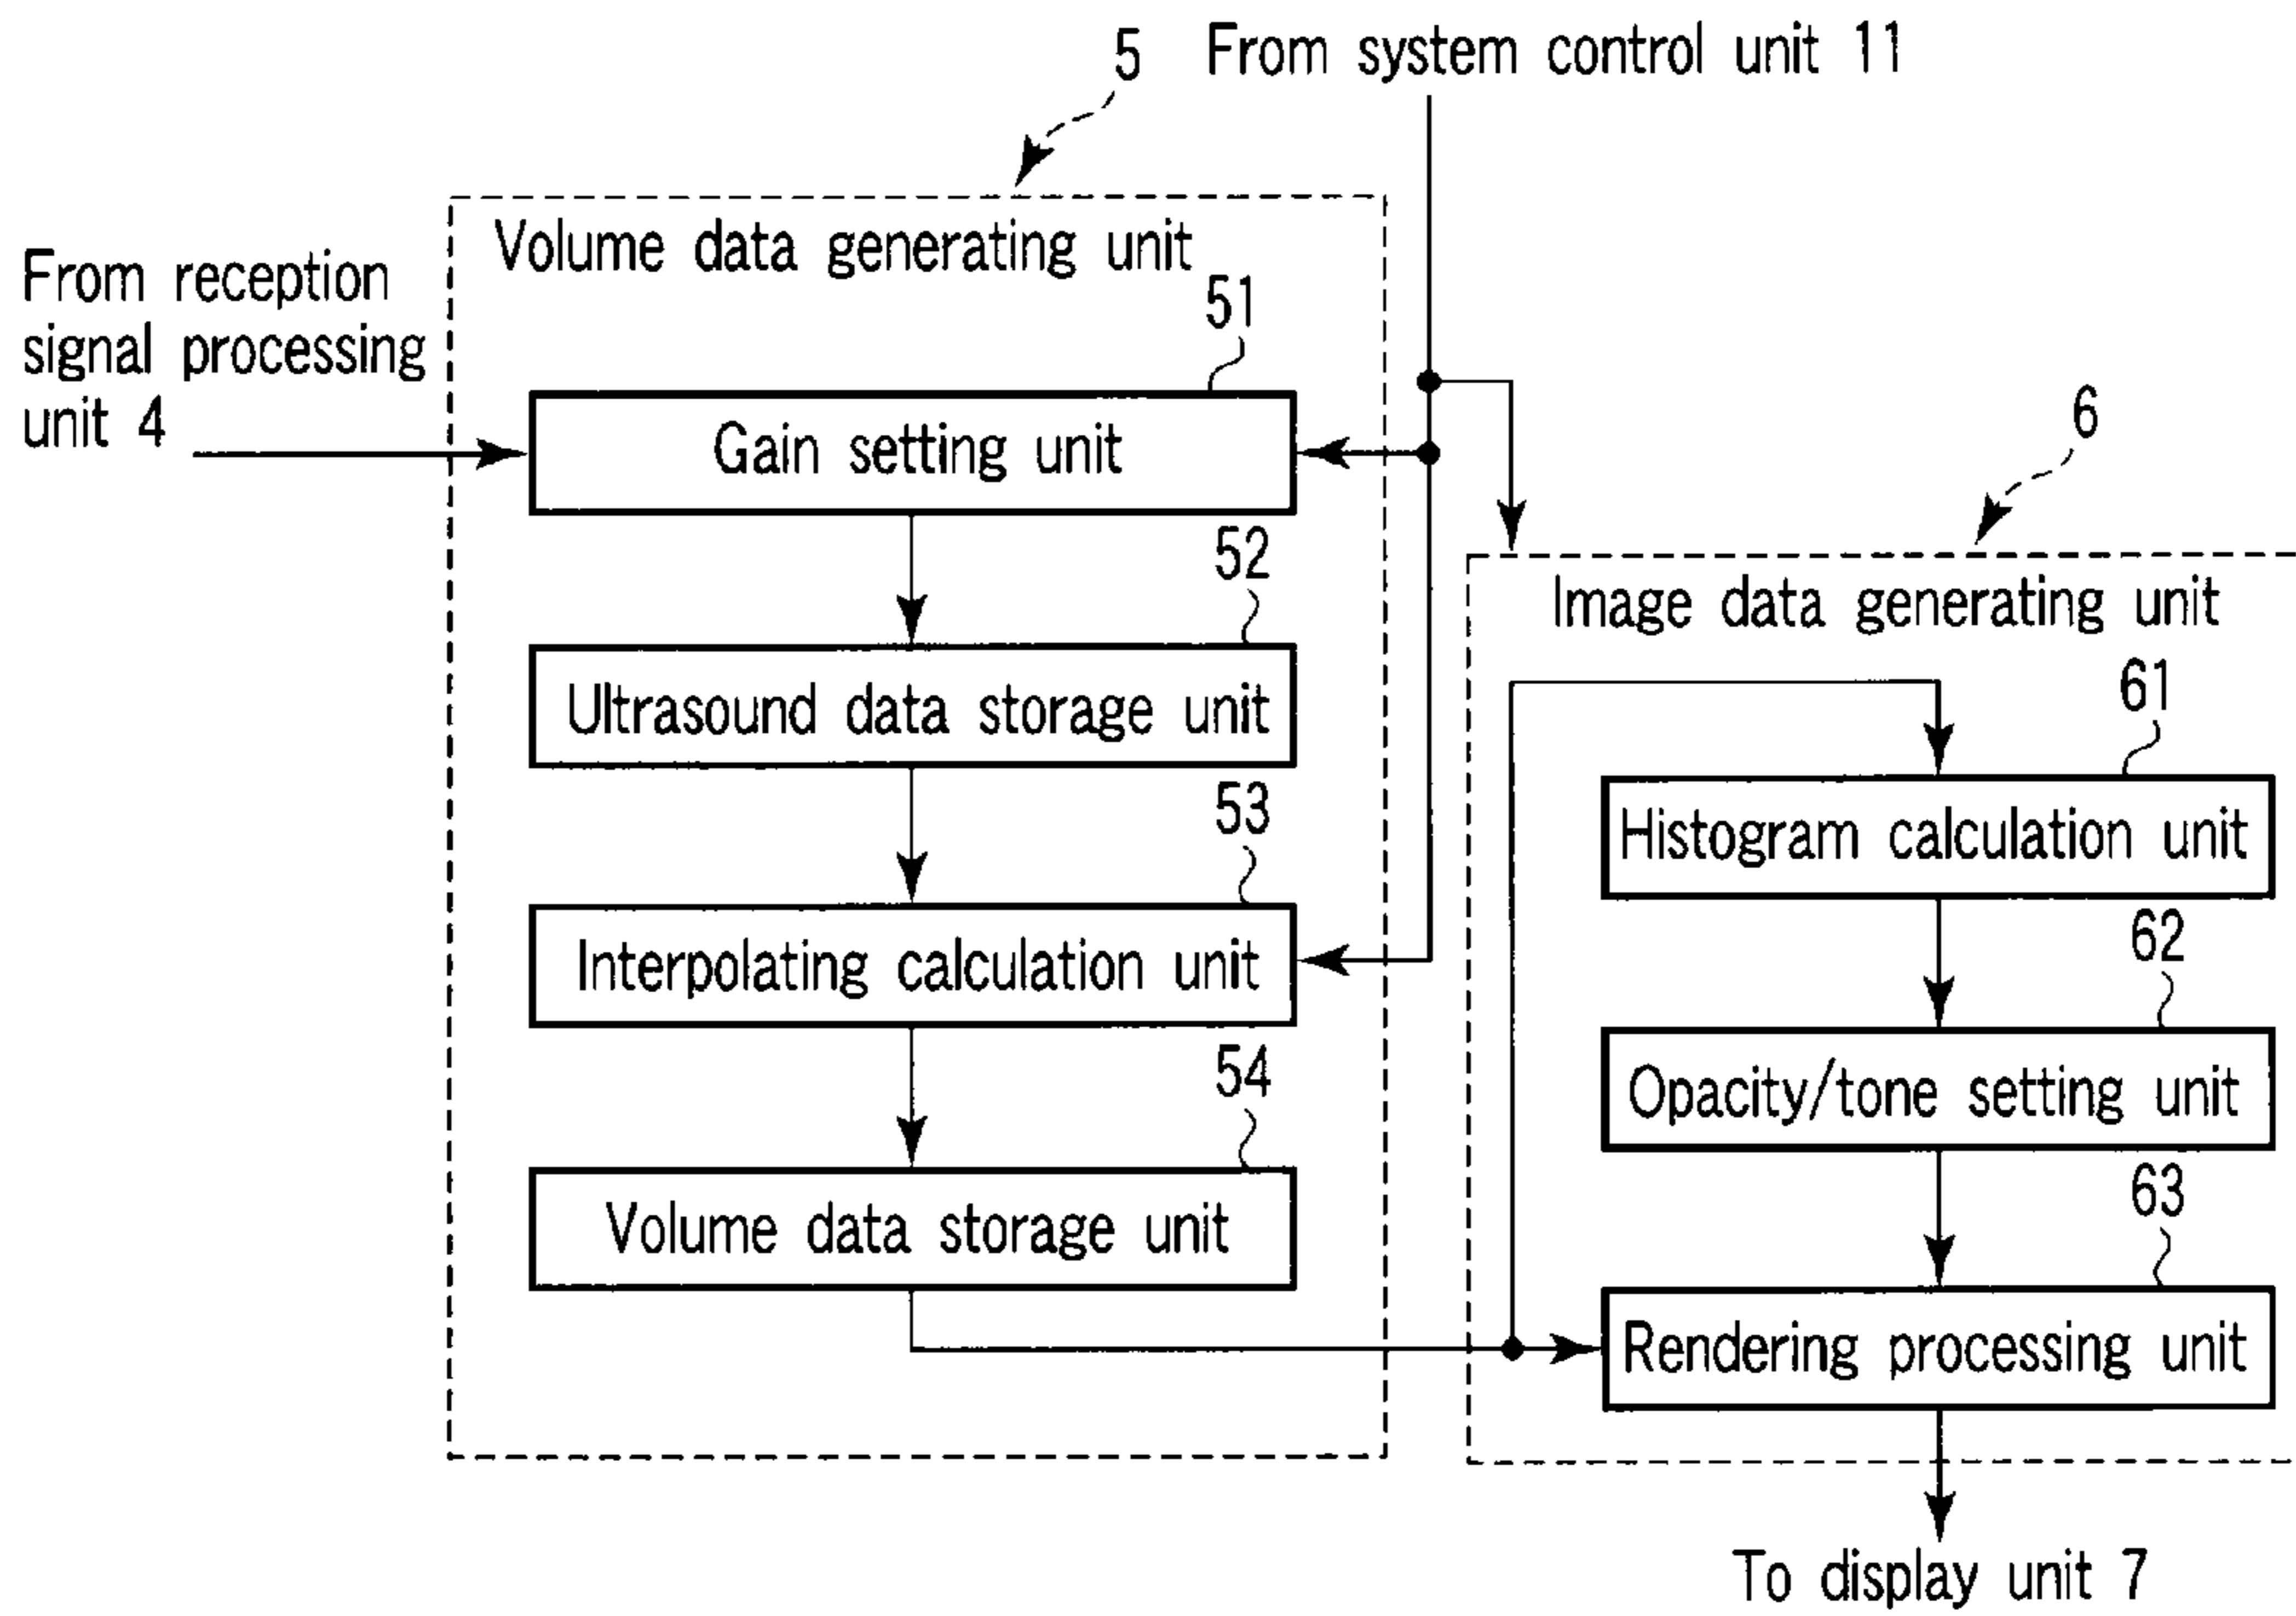 5
From system control unit 11
Volume data generating unit
From reception
signal processing
unit 4
51
Gain setting unit
6
52
Image data generating unit
Ultrasound data storage unit
61
53
Histogram calculation unit
62
Interpolating calculation unit
54
Opacity/tone setting unit
63
Volume data storage unit
Rendering processing unit
To display unit 7